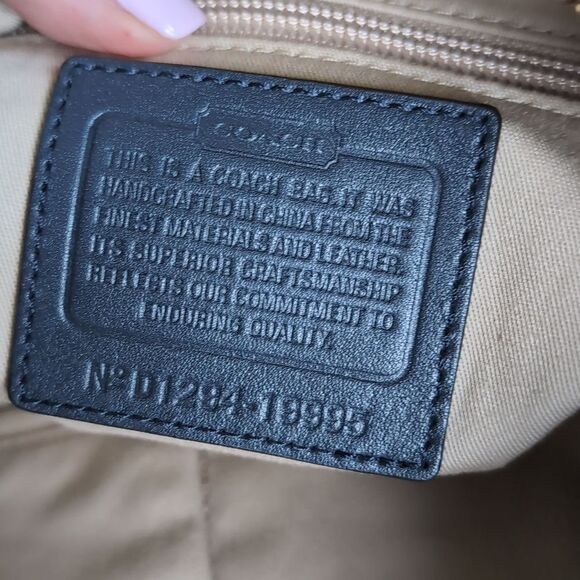 COACH
THIS IS A COACH BAG. IT WAS
HANDCRAFTED IN CHINA FROM THE
FINEST MATERIALS AND LEATHER.
ITS SUPERIOR CRAFTSMANSHIP
REFLECTS OUR COMMITMENT TO
ENDURING QUALITY.
Nº D1294-19995